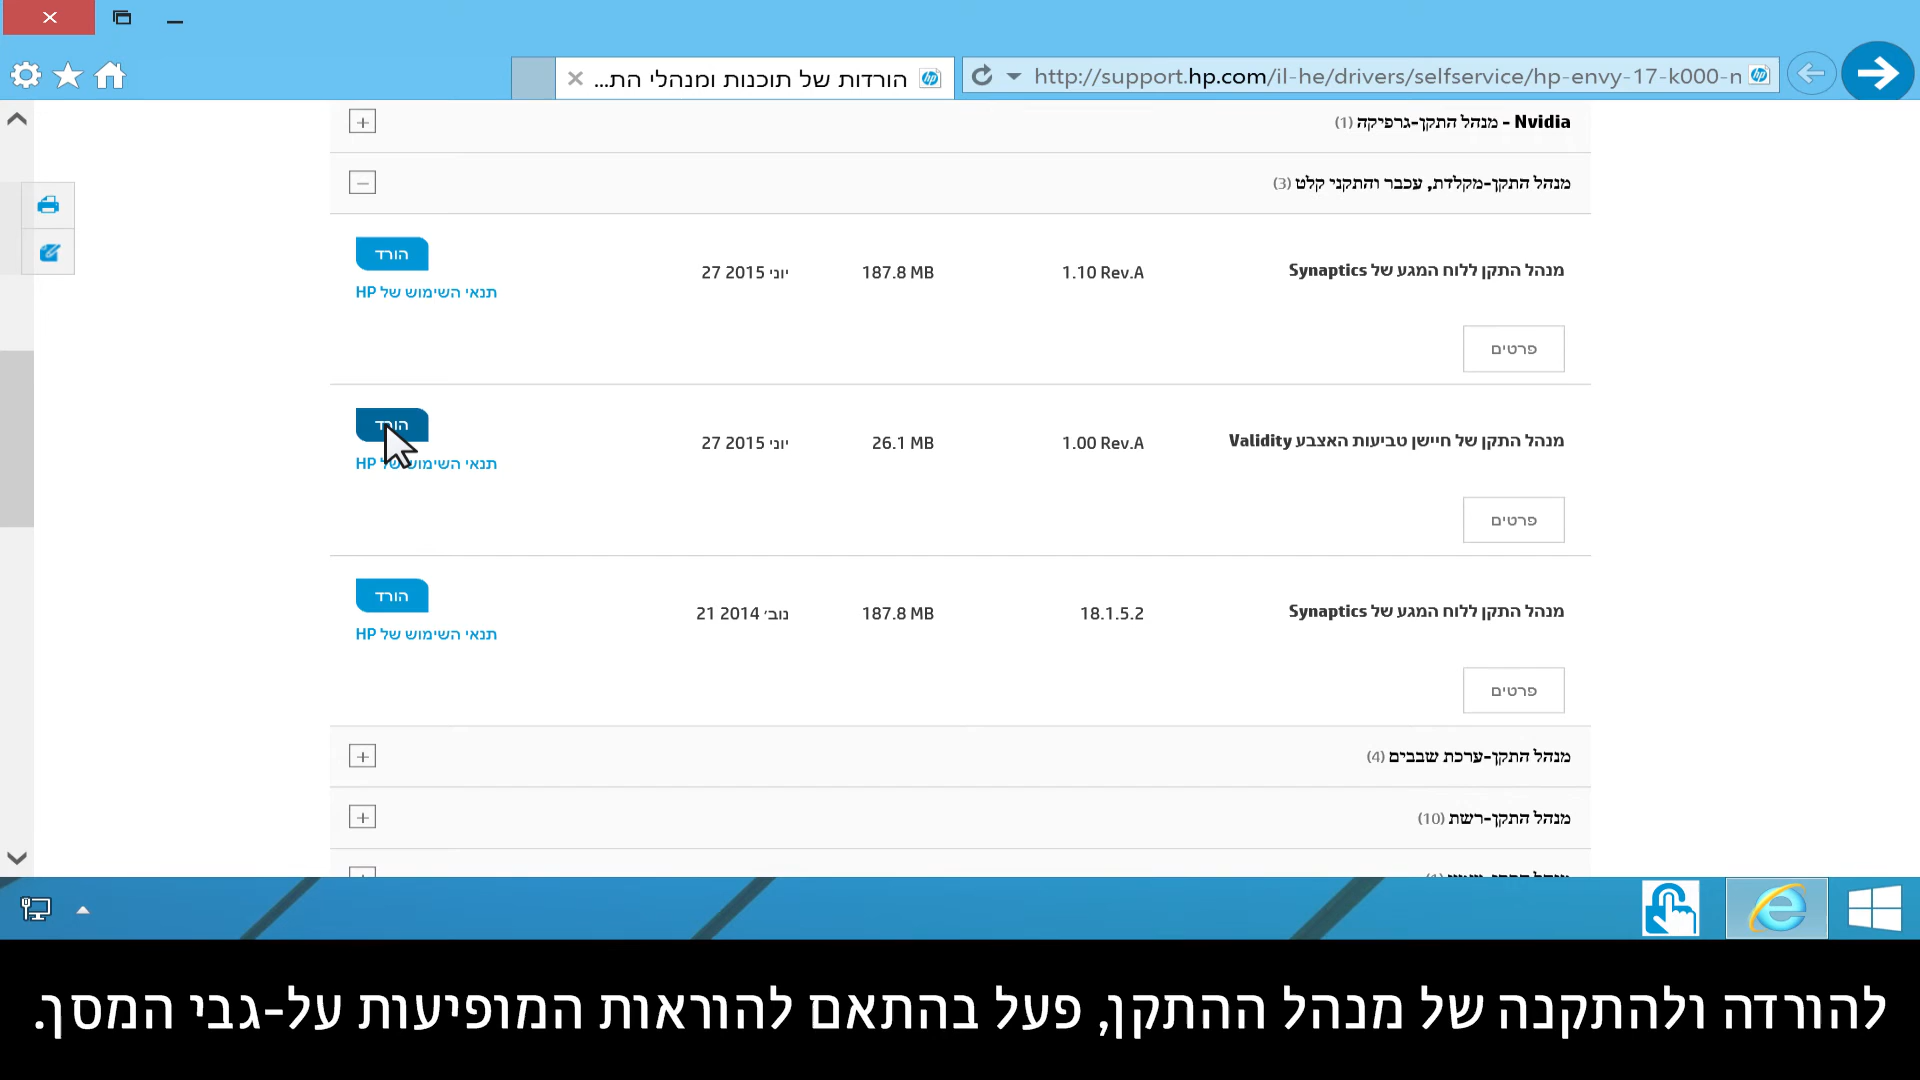 הורדות של תוכנות ומנהלי הת...
http://support.hp.com/il-he/drivers/selfservice/hp-envy-17-k000-n
Nvidia - מנהל התקן-גרפיקה (1)
מנהל התקן-מקלדת, עכבר והתקני קלט (3)
מנהל התקן ללוח המגע של Synaptics
1.10 Rev.A
187.8 MB
27 יוני 2015
הורד
תנאי השימוש של HP
פרטים
מנהל התקן של חיישן טביעות האצבע Validity
1.00 Rev.A
26.1 MB
27 יוני 2015
הורד
תנאי השימוש של HP
פרטים
מנהל התקן ללוח המגע של Synaptics
18.1.5.2
187.8 MB
21 נוב׳ 2014
הורד
תנאי השימוש של HP
פרטים
מנהל התקן-ערכת שבבים (4)
מנהל התקן-רשת (10)
להורדה ולהתקנה של מנהל ההתקן, פעל בהתאם להוראות המופיעות על-גבי המסך.